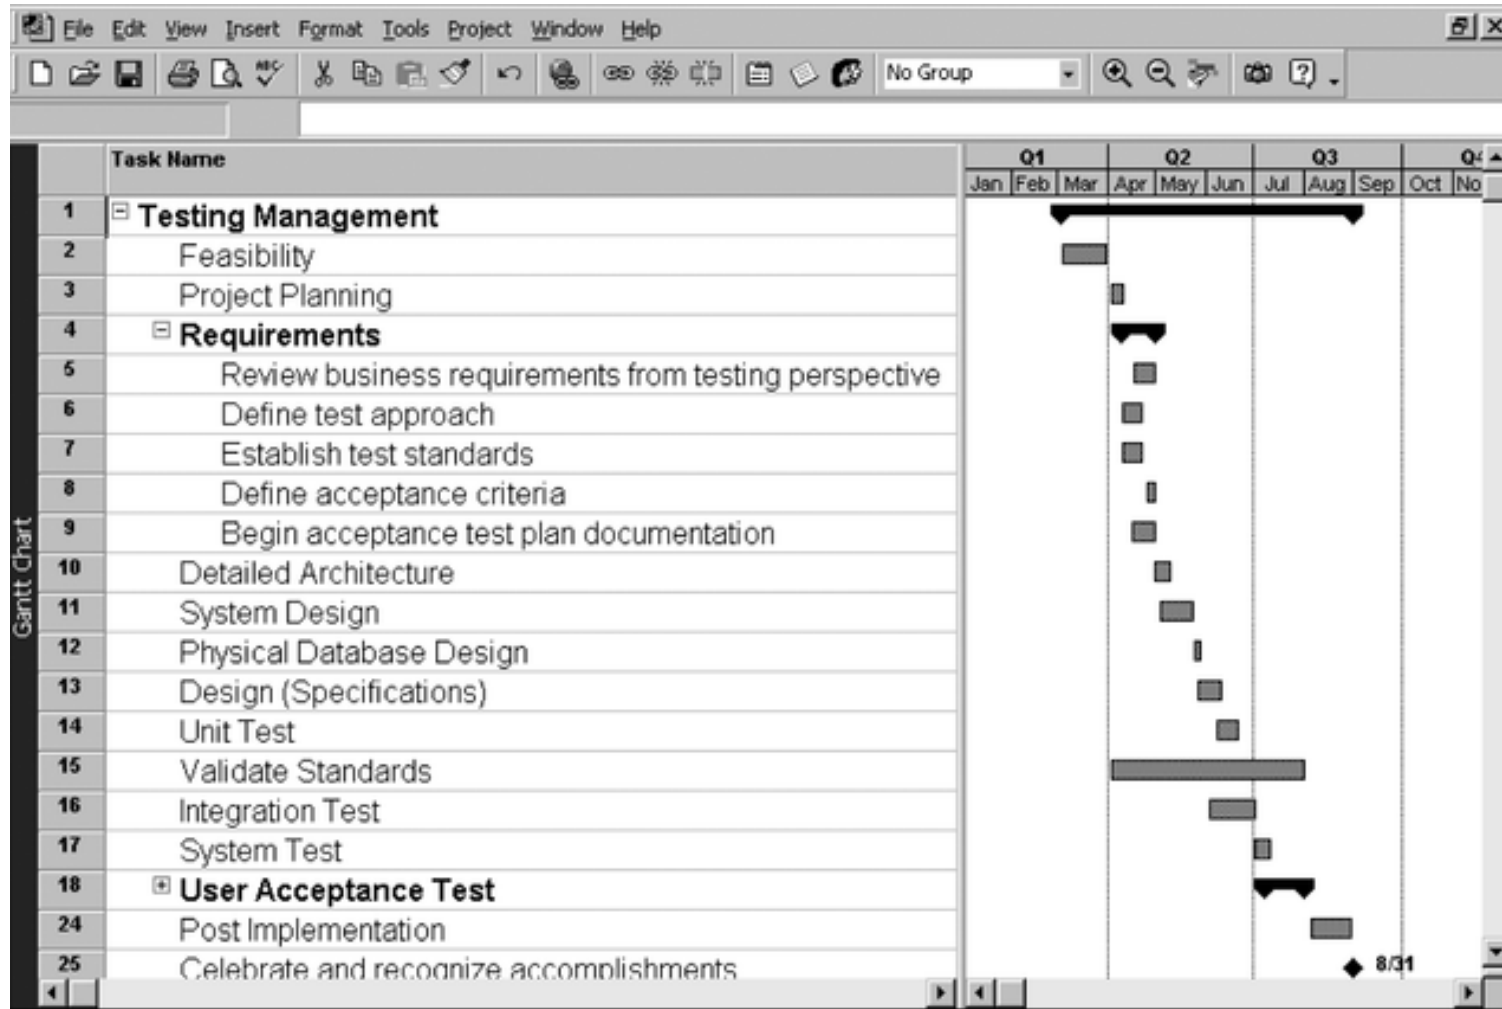 File Edit View Insert Format Tools Project Window Help
ABC No Group
Task Name Q1 Q2 Q3
Jan Feb Mar Apr May Jun Jul Aug Sep Oct
1 Testing Management
2 Feasibility
3 Project Planning
4 Requirements
5 Review business requirements from testing perspective
6 Define test approach
7 Establish test standards
8 Define acceptance criteria
9 Begin acceptance test plan documentation
10 Detailed Architecture
11 System Design
12 Physical Database Design
13 Design (Specifications)
14 Unit Test
15 Validate Standards
16 Integration Test
17 System Test
18 User Acceptance Test
24 Post Implementation
25 Celebrate and recognize accomplishments 8/31
Gantt Chart